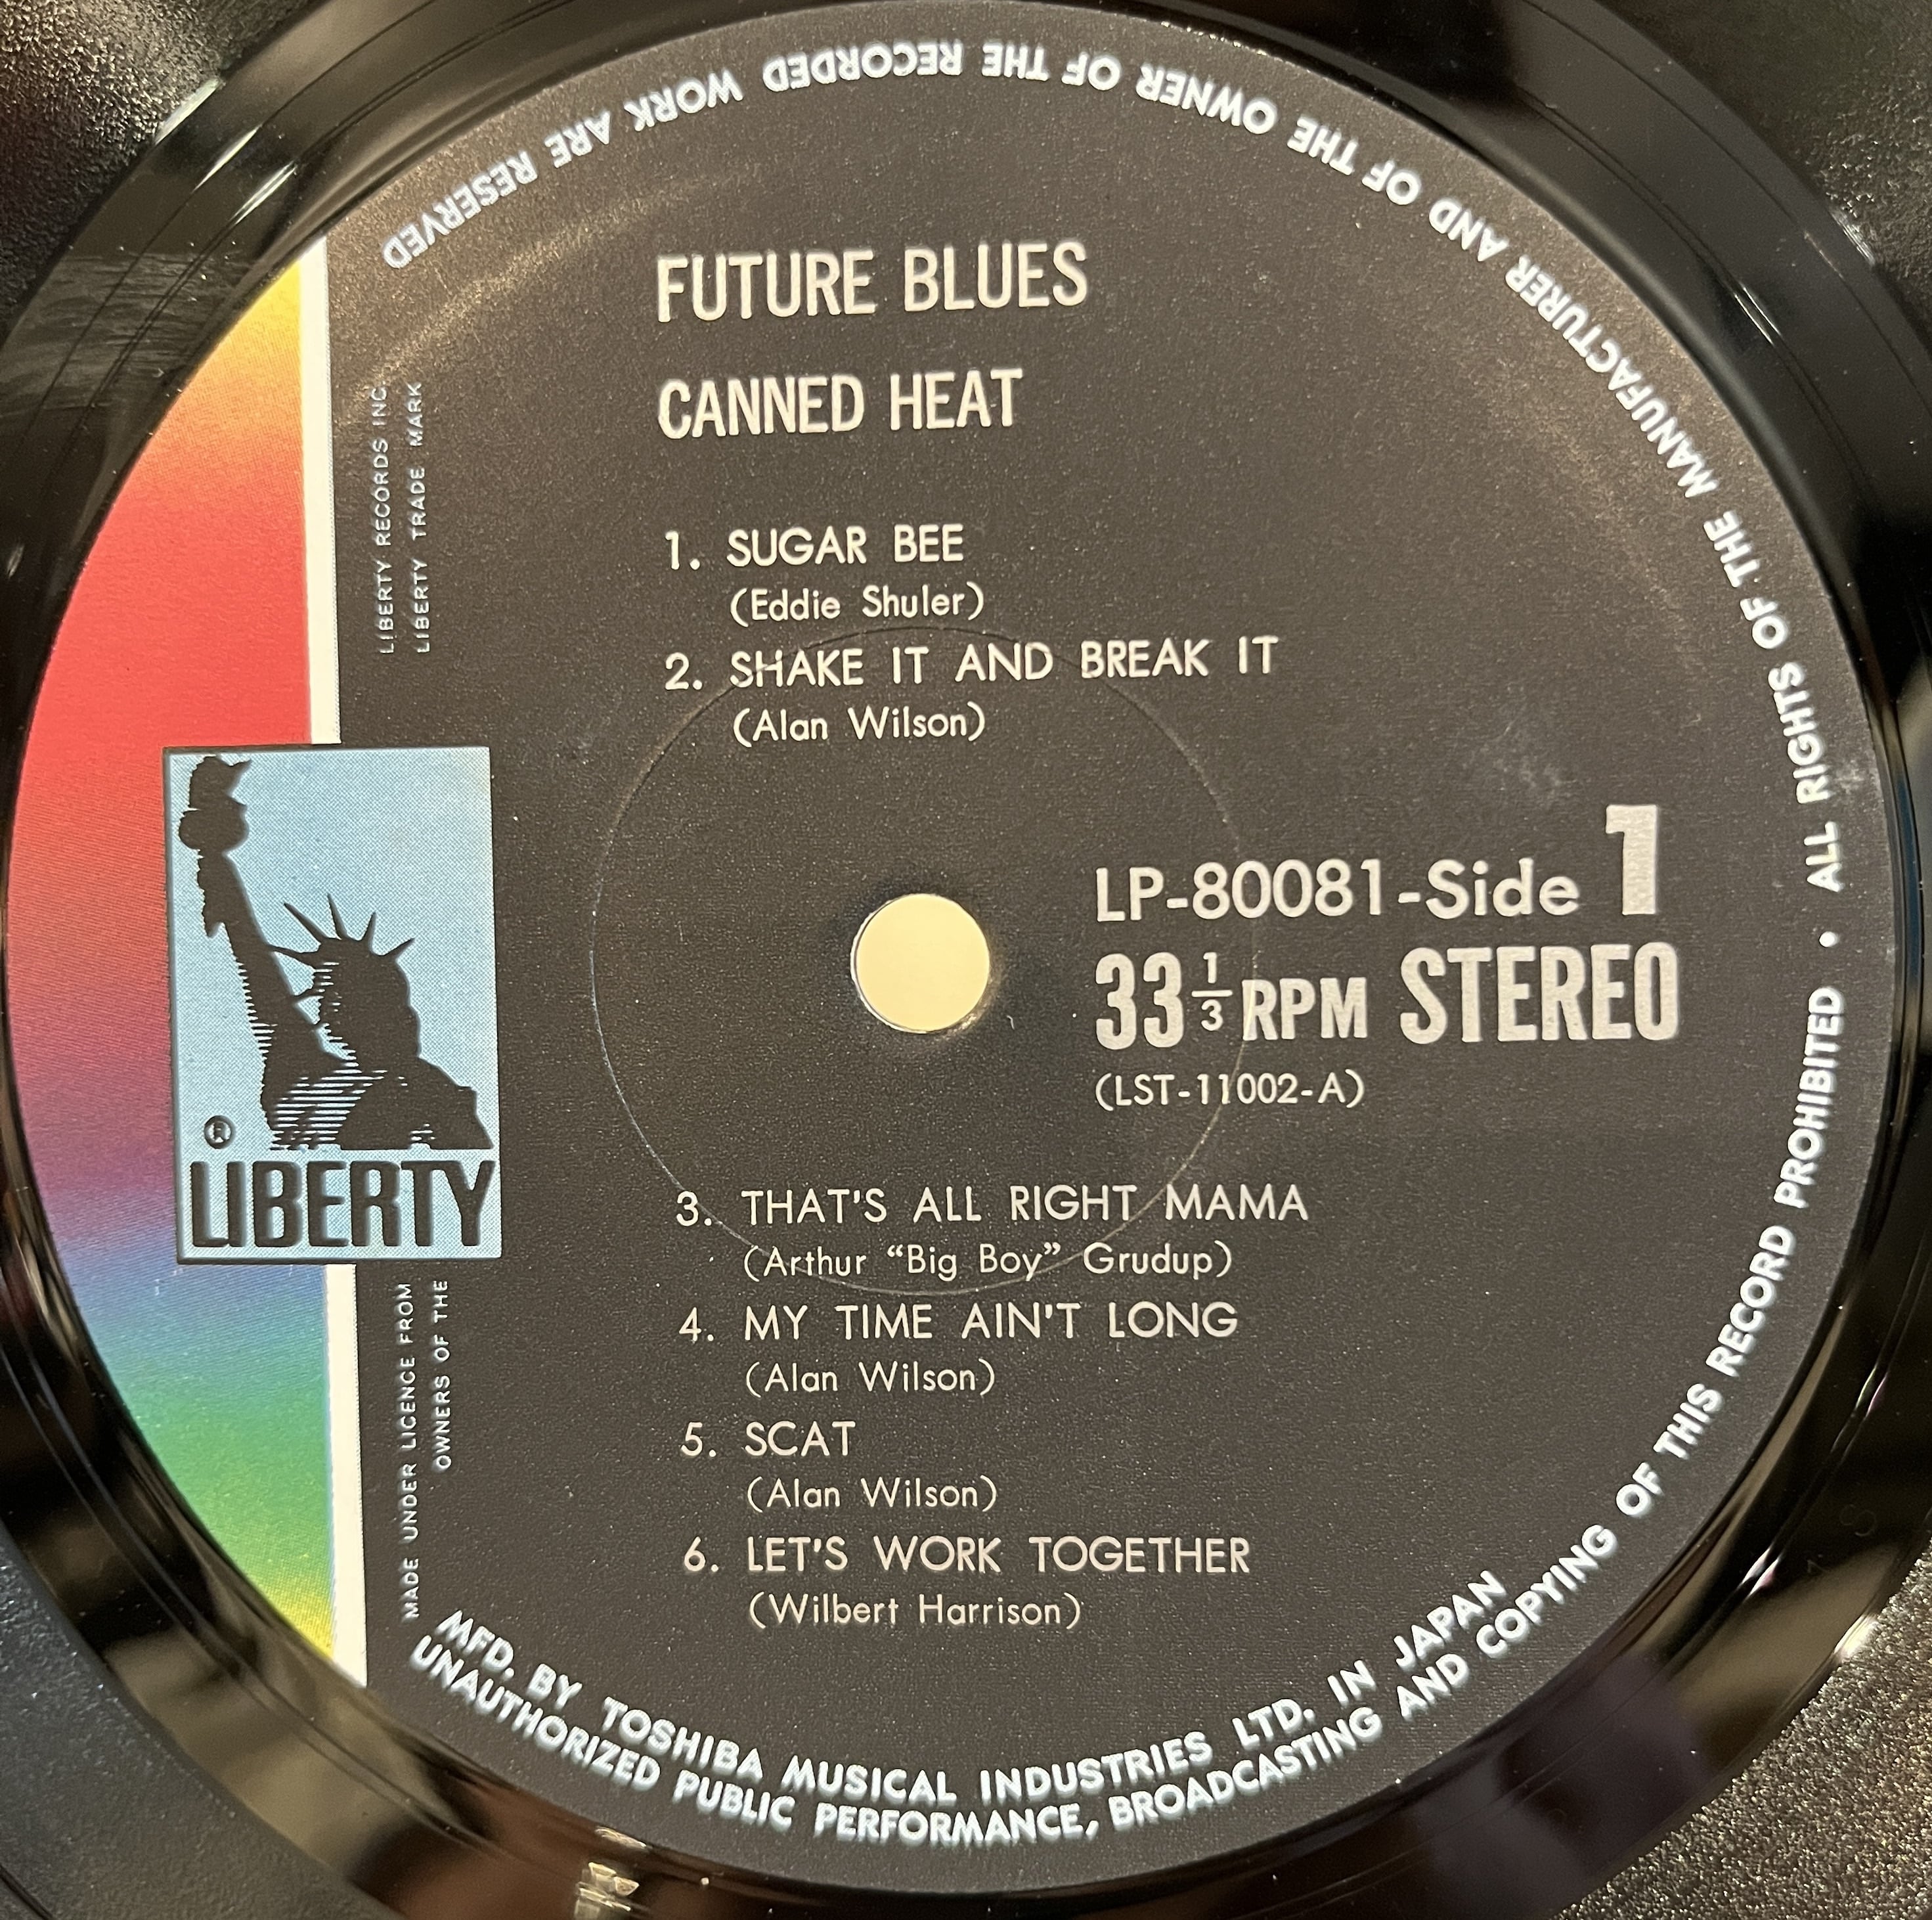 FUTURE BLUES
CANNED HEAT
1. SUGAR BEE
(Eddie Shuler)
2. SHAKE IT AND BREAK IT
(Alan Wilson)
LP-80081-Side 1
33 1/3 RPM STEREO
(LST-11002-A)
3. THAT'S ALL RIGHT MAMA
(Arthur “Big Boy” Grudup)
4. MY TIME AIN'T LONG
(Alan Wilson)
5. SCAT
(Alan Wilson)
6. LET'S WORK TOGETHER
(Wilbert Harrison)
LIBERTY RECORDS INC
LIBERTY TRADE MARK
®
LIBERTY
MADE UNDER LICENCE FROM
OWNERS OF THE
MFD. BY TOSHIBA MUSICAL INDUSTRIES LTD. IN JAPAN
UNAUTHORIZED PUBLIC PERFORMANCE, BROADCASTING AND COPYING OF THIS RECORD PROHIBITED • ALL RIGHTS OF THE MANUFACTURER AND OF THE OWNER OF THE RECORDED WORK ARE RESERVED